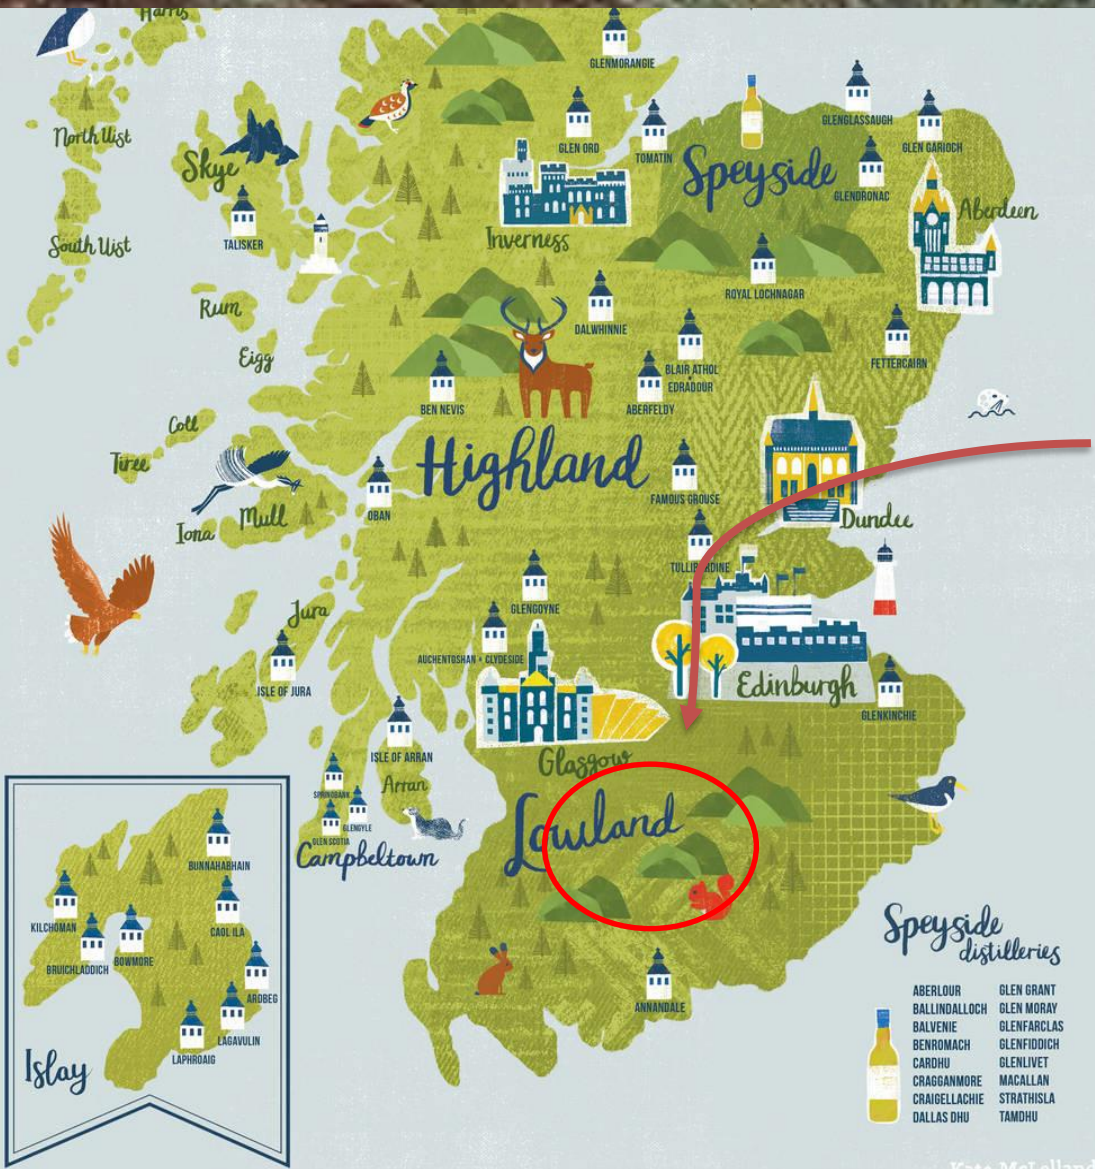 Harris
GLENMORANGIE
North Uist
Skye
GLEN ORD
TOMATIN
Speyside
GLENGLASSAUGH
GLEN GARIOCH
GLENDRONAC
Aberdeen
South Uist
TALISKER
Inverness
ROYAL LOCHNAGAR
Rum
DALWHINNIE
Eigg
BLAIR ATHOL
EDRADOUR
FETTERCAIRN
BEN NEVIS
ABERFELDY
Coll
Tiree
Highland
FAMOUS GROUSE
OBAN
Iona
Mull
Dundee
GLENGOYNE
Jura
AUCHENTOSHAN • CLYDESIDE
ISLE OF JURA
Edinburgh
GLENKINCHIE
ISLE OF ARRAN
Glasgow
Arran
SPRINGBANK
GLENGYLE
GLEN SCOTIA
Campbeltown
Lowland
BUNNAHABHAIN
KILCHOMAN
CAOL ILA
BRUICHLADDICH
BOWMORE
ARDBEG
LAGAVULIN
LAPHROAIG
Islay
ANNANDALE
Speyside
distilleries
ABERLOUR
BALLINDALLOCH
BALVENIE
BENROMACH
CARDHU
CRAGGANMORE
CRAIGELLACHIE
DALLAS DHU
GLEN GRANT
GLEN MORAY
GLENFARCLAS
GLENFIDDICH
GLENLIVET
MACALLAN
STRATHISLA
TAMDHU